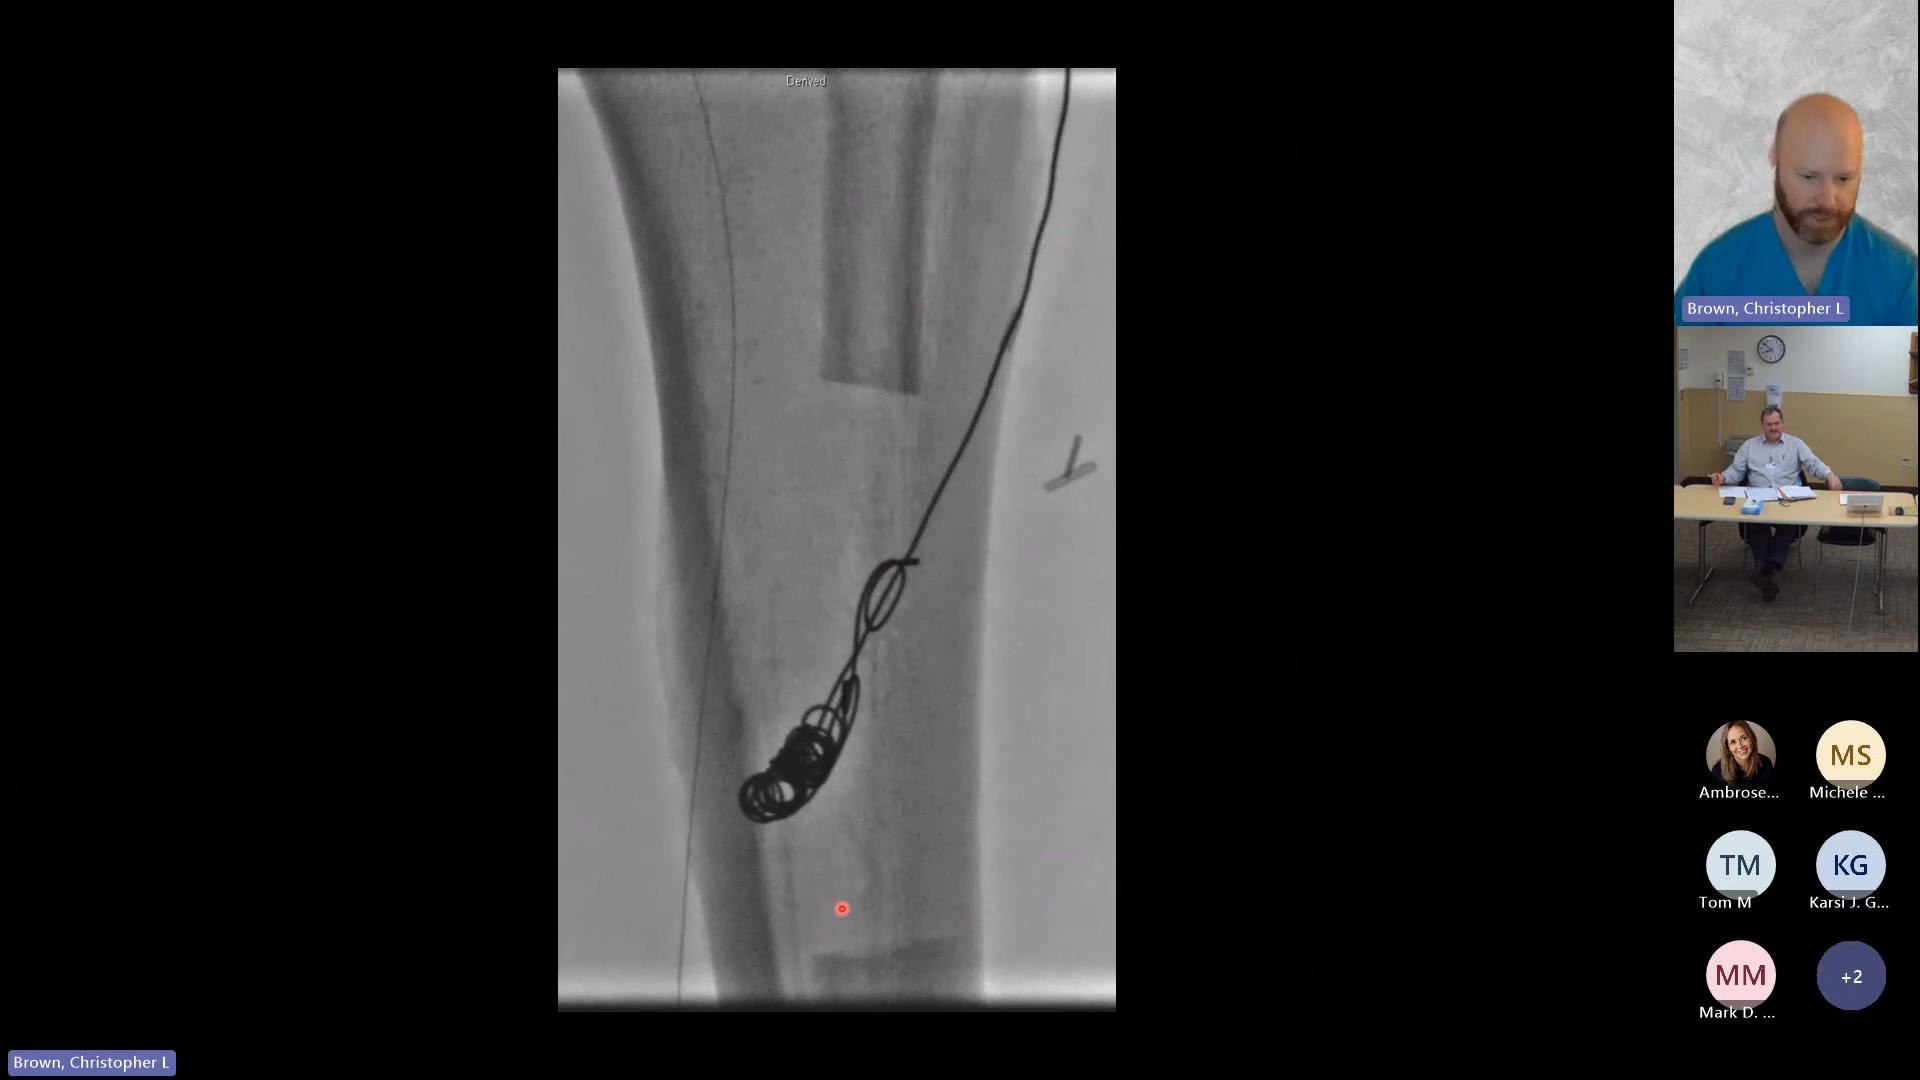 Derived
Brown, Christopher L
Ambrose...
MS
Michele ...
TM
Tom M
KG
Karsi J. G...
MM
Mark D. ...
+2
Brown, Christopher L